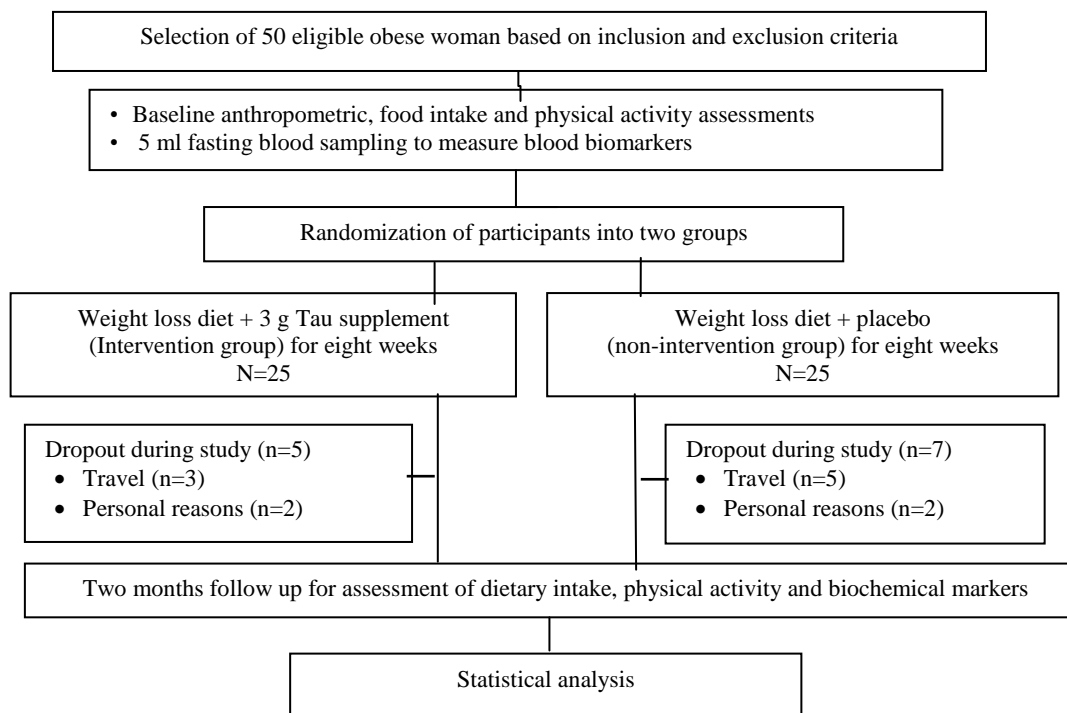 Selection of 50 eligible obese woman based on inclusion and exclusion criteria
• Baseline anthropometric, food intake and physical activity assessments
• 5 ml fasting blood sampling to measure blood biomarkers
Randomization of participants into two groups
Weight loss diet + 3 g Tau supplement
(Intervention group) for eight weeks
N=25
Weight loss diet + placebo
(non-intervention group) for eight weeks
N=25
Dropout during study (n=5)
• Travel (n=3)
• Personal reasons (n=2)
Dropout during study (n=7)
• Travel (n=5)
• Personal reasons (n=2)
Two months follow up for assessment of dietary intake, physical activity and biochemical markers
Statistical analysis